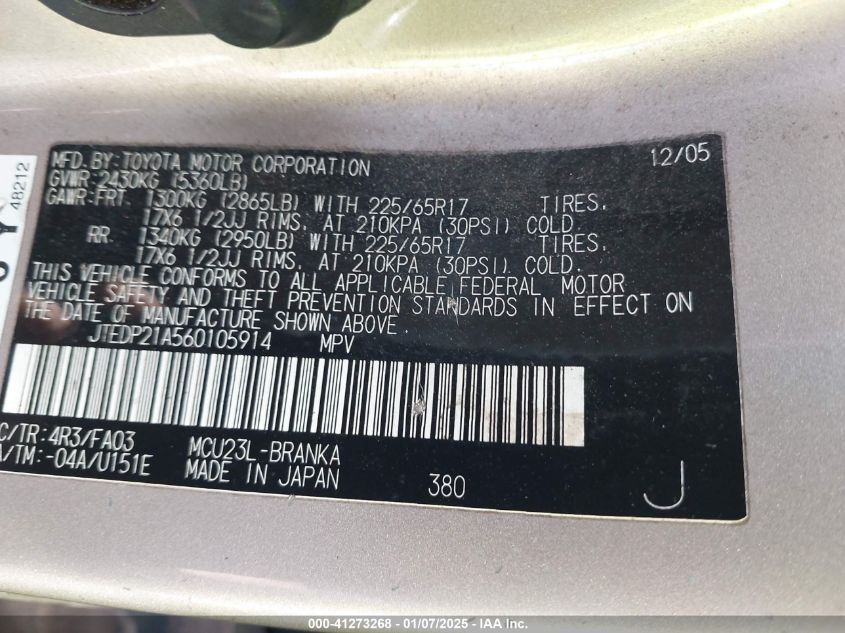 MFD.BY:TOYOTA MOTOR CORPORATION 12/05
GVWR:2430KG (5360LB)
GAWR:FRT. 1300KG (2865LB) WITH 225/65R17 TIRES,
17X6 1/2JJ RIMS, AT 210KPA (30PSI) COLD.
RR. 1340KG (2950LB) WITH 225/65R17 TIRES,
17X6 1/2JJ RIMS, AT 210KPA (30PSI) COLD.
THIS VEHICLE CONFORMS TO ALL APPLICABLE FEDERAL MOTOR
VEHICLE SAFETY AND THEFT PREVENTION STANDARDS IN EFFECT ON
THE DATE OF MANUFACTURE SHOWN ABOVE.
JTEDP21A560105914 MPV
C/TR:4R3/FA03 MCU23L-BRANKA
A/TM:-04A/U151E MADE IN JAPAN 380 J
48212
000-41273268 - 01/07/2025 - IAA Inc.